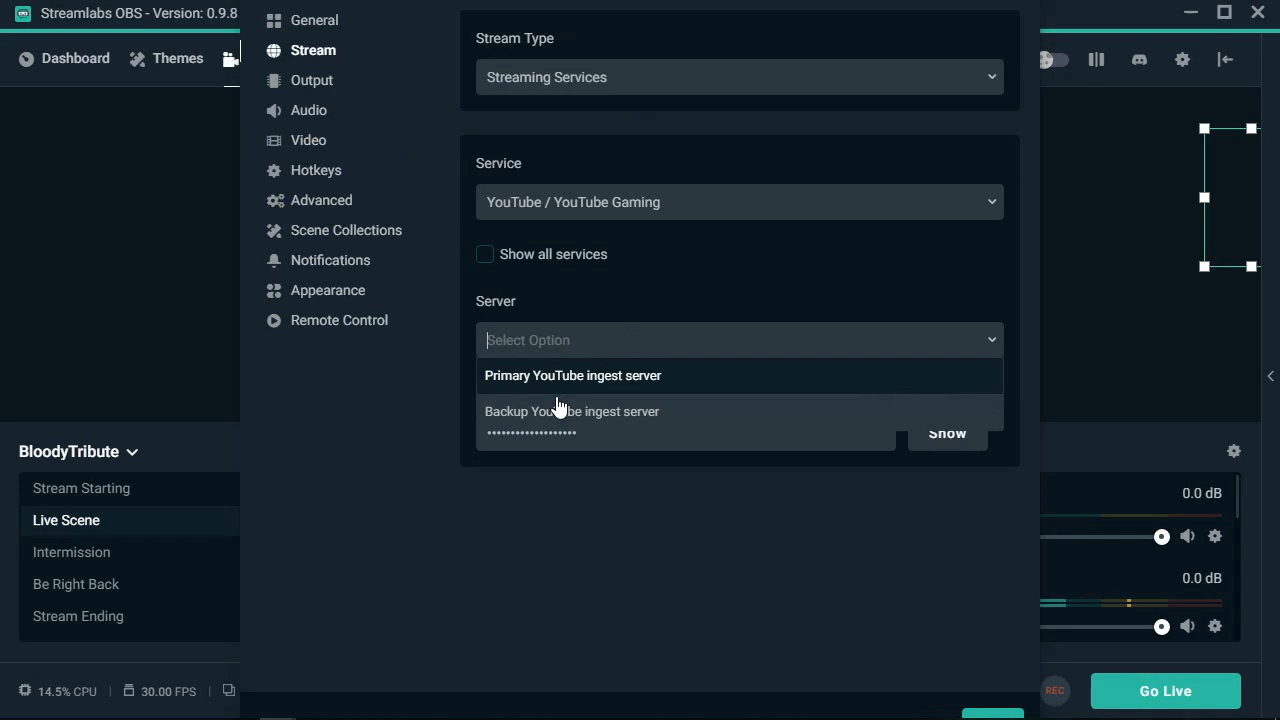 Streamlabs OBS - Version: 0.9.8
Dashboard
Themes
General
Stream
Output
Audio
Video
Hotkeys
Advanced
Scene Collections
Notifications
Appearance
Remote Control
Stream Type
Streaming Services
Service
YouTube / YouTube Gaming
Show all services
Server
Select Option
Primary YouTube ingest server
Backup YouTube ingest server
•••••••••••••••••••
Show
BloodyTribute
Stream Starting
Live Scene
Intermission
Be Right Back
Stream Ending
0.0 dB
0.0 dB
14.5% CPU
30.00 FPS
REC
Go Live